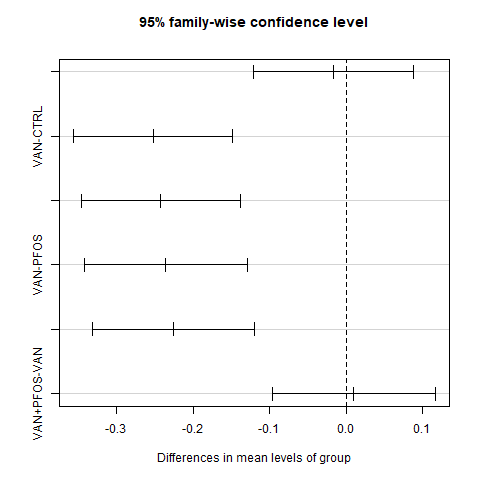 95% family-wise confidence level
VAN-CTRL
VAN-PFOS
VAN+PFOS-VAN
-0.3
-0.2
-0.1
0.0
0.1
Differences in mean levels of group